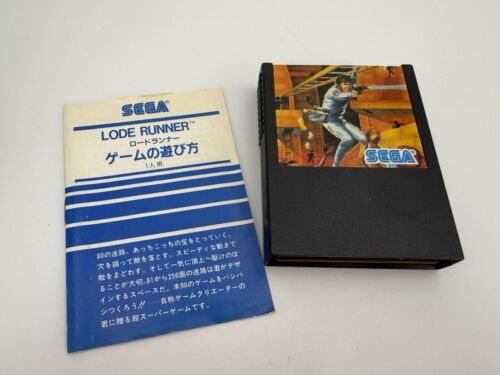 SEGA®
LODE RUNNER™
ロードランナー
ゲームの遊び方
1人用
80の迷路。あっちこっちの宝をとっていく。
穴を掘って敵を落とす。スピーディな動きで
敵をまどわす。そして一気に頂上へ駆けのぼ
ることが大切。81から256面の迷路は君がデザ
インするスペースだ。未知のゲームをバシバ
シつくろう!!——自称ゲームクリエーターの
君に贈る超スーパーゲームです。
SEGA